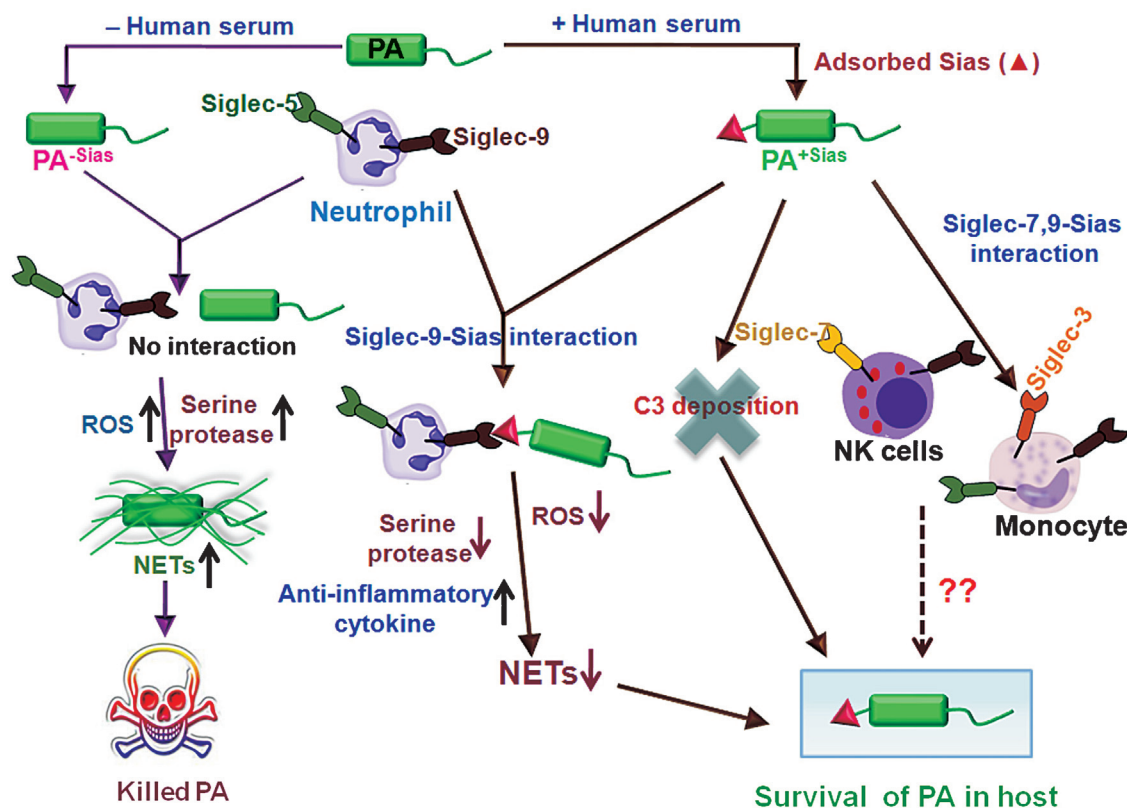 – Human serum
PA
+ Human serum
Adsorbed Sias (▲)
Siglec-5
Siglec-9
PA-Sias
PA+Sias
Neutrophil
Siglec-7,9-Sias
interaction
No interaction
Siglec-9-Sias interaction
Siglec-7
Siglec-3
C3 deposition
NK cells
Monocyte
ROS
Serine
protease
NETs
Serine
protease
ROS
Anti-inflammatory
cytokine
NETs
??
Killed PA
Survival of PA in host